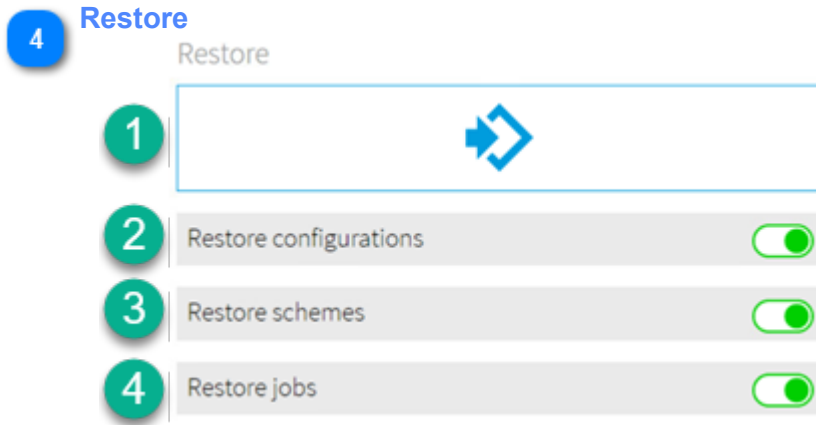 4 Restore
Restore
1
2 Restore configurations
3 Restore schemes
4 Restore jobs